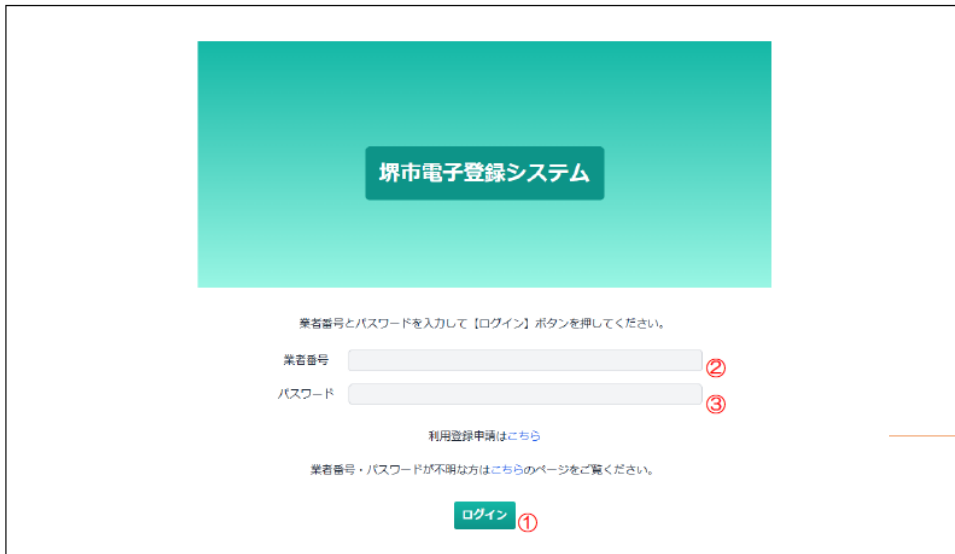 堺市電子登録システム
業者番号とパスワードを入力して【ログイン】ボタンを押してください。
業者番号 ②
パスワード ③
利用登録申請はこちら
業者番号・パスワードが不明な方はこちらのページをご覧ください。
ログイン ①